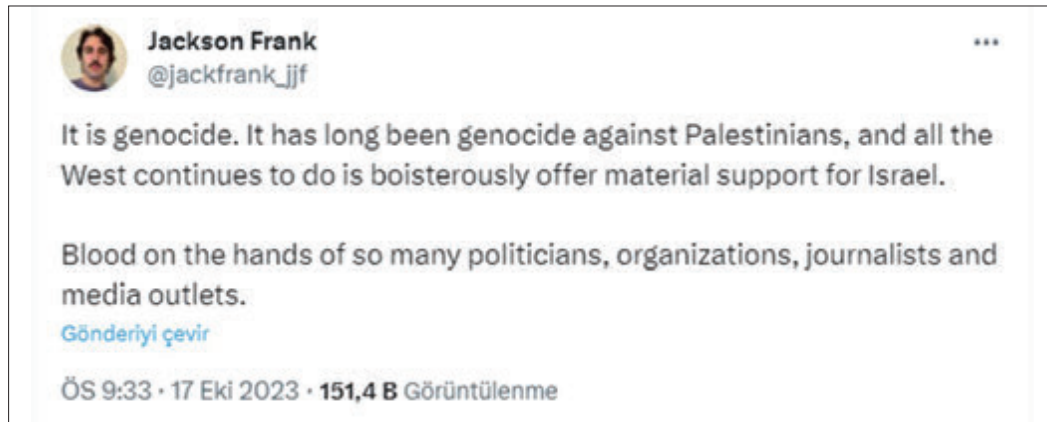 Jackson Frank
@jackfrank_jjf
It is genocide. It has long been genocide against Palestinians, and all the
West continues to do is boisterously offer material support for Israel.
Blood on the hands of so many politicians, organizations, journalists and
media outlets.
Gönderiyi çevir
ÖS 9:33 · 17 Eki 2023 · 151,4 B Görüntülenme